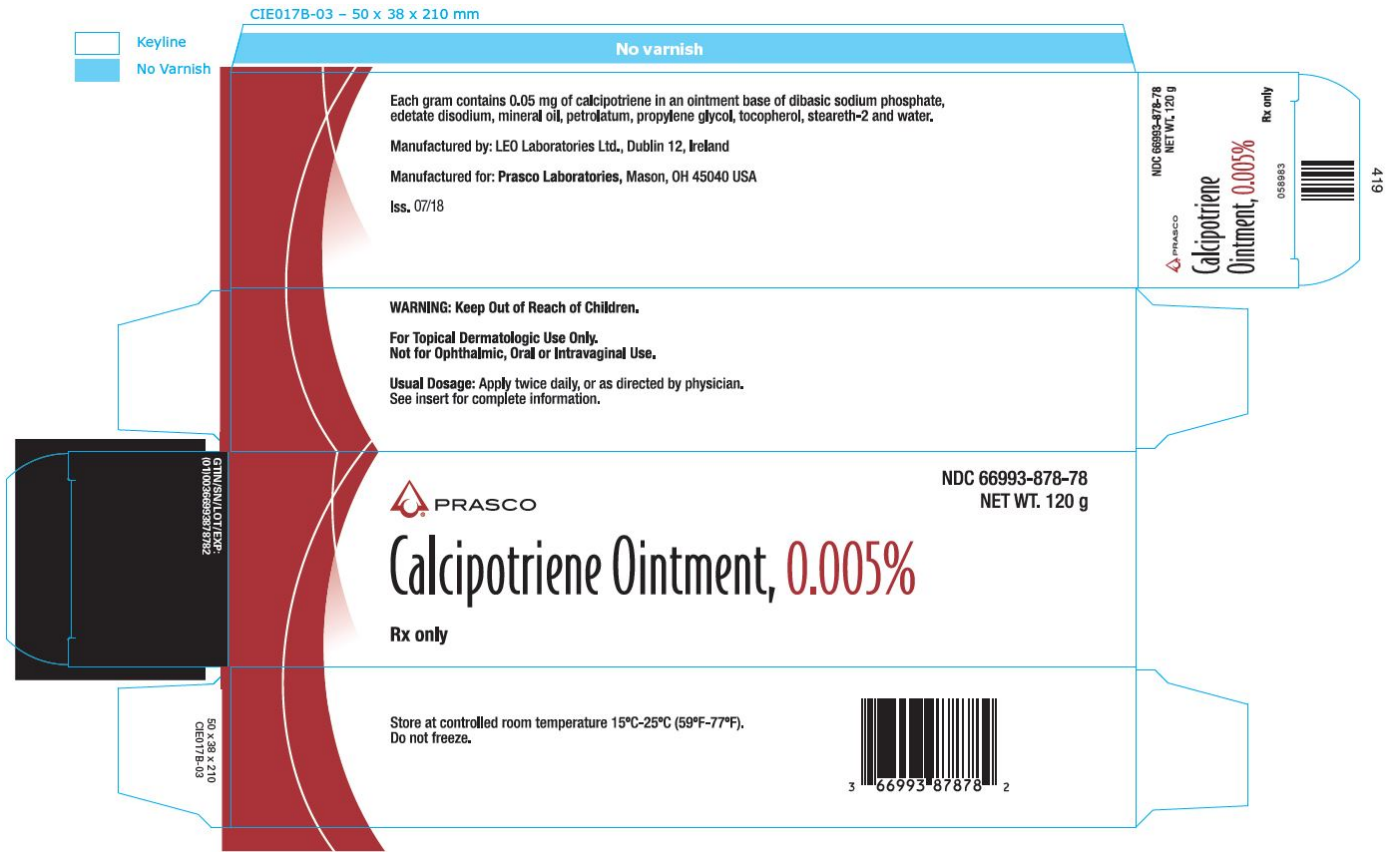 CIE017B-03 – 50 x 38 x 210 mm
Keyline
No Varnish
No varnish
Each gram contains 0.05 mg of calcipotriene in an ointment base of dibasic sodium phosphate,
edetate disodium, mineral oil, petrolatum, propylene glycol, tocopherol, steareth-2 and water.
Manufactured by: LEO Laboratories Ltd., Dublin 12, Ireland
Manufactured for: Prasco Laboratories, Mason, OH 45040 USA
Iss. 07/18
NDC 66993-878-78
NET WT. 120 g
PRASCO
Calcipotriene
Ointment, 0.005%
Rx only
058983
419
WARNING: Keep Out of Reach of Children.
For Topical Dermatologic Use Only.
Not for Ophthalmic, Oral or Intravaginal Use.
Usual Dosage: Apply twice daily, or as directed by physician.
See insert for complete information.
GTIN/SN/LOT/EXP:
(01)00366993878782
PRASCO
NDC 66993-878-78
NET WT. 120 g
Calcipotriene Ointment, 0.005%
Rx only
50 x 38 x 210
CIE017B-03
Store at controlled room temperature 15°C-25°C (59°F-77°F).
Do not freeze.
3 66993 87878 2